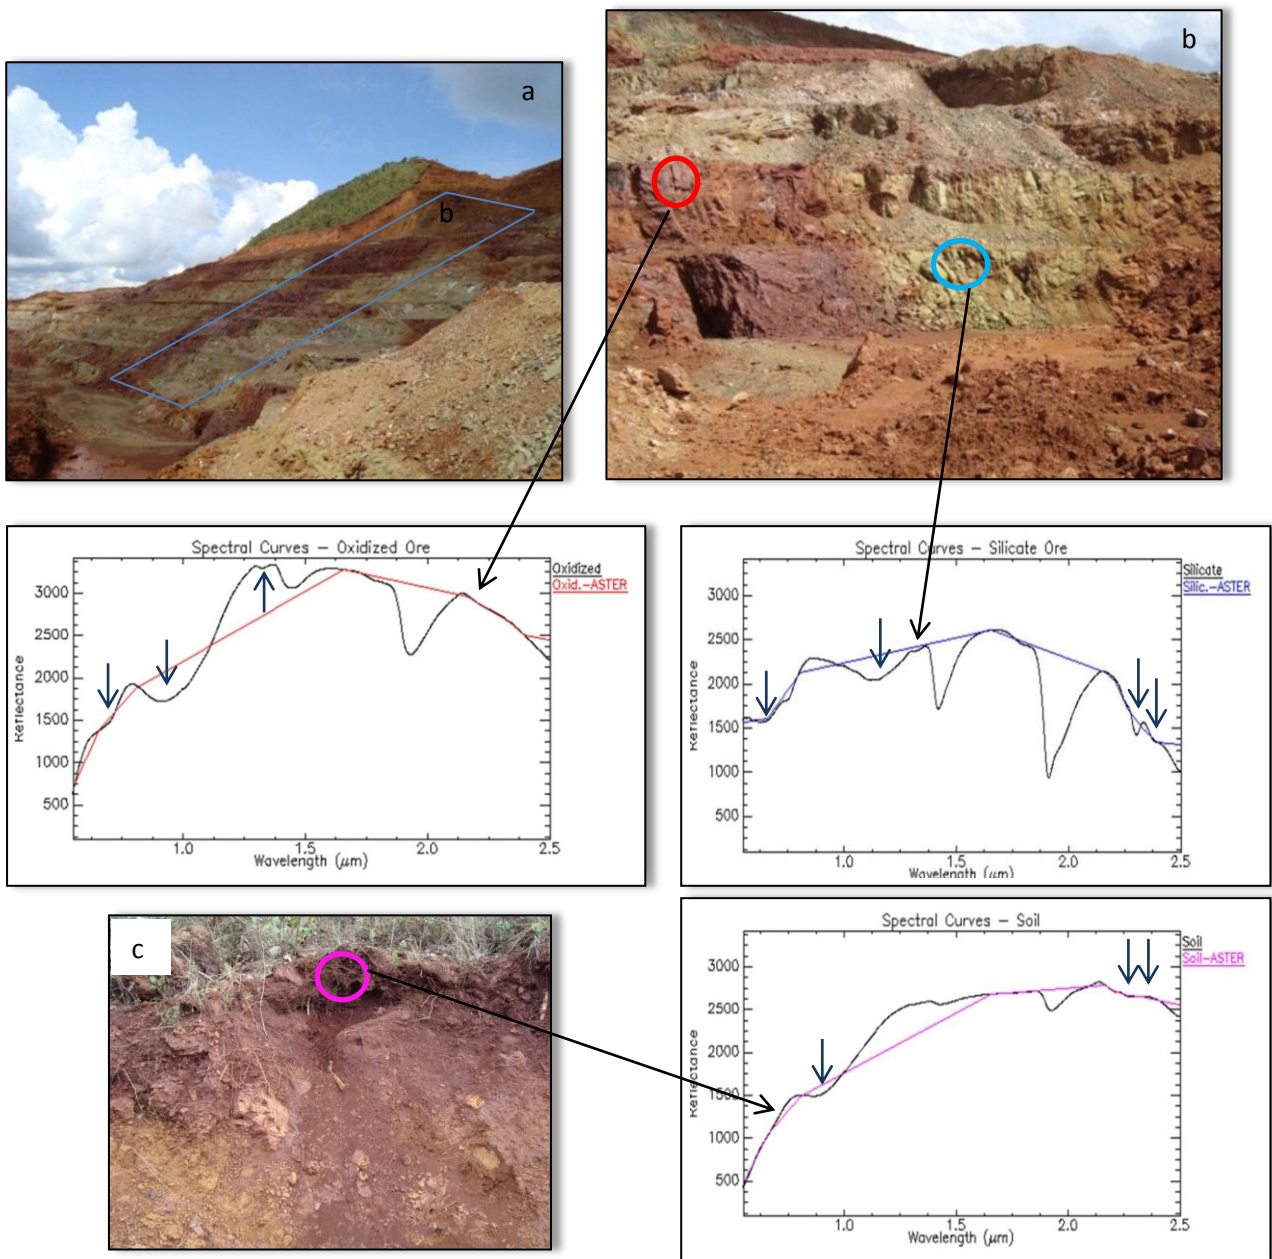 a
b
b
Spectral Curves – Oxidized Ore
Oxidized
Oxid.–ASTER
3000
2500
2000
1500
1000
500
Reflectance
1.0
1.5
2.0
2.5
Wavelength (μm)
Spectral Curves – Silicate Ore
Silicate
Silic.–ASTER
3000
2500
2000
1500
1000
500
Reflectance
1.0
1.5
2.0
2.5
Wavelength (μm)
c
Spectral Curves – Soil
Soil
Soil–ASTER
3000
2500
2000
1500
1000
500
Reflectance
1.0
1.5
2.0
2.5
Wavelength (μm)